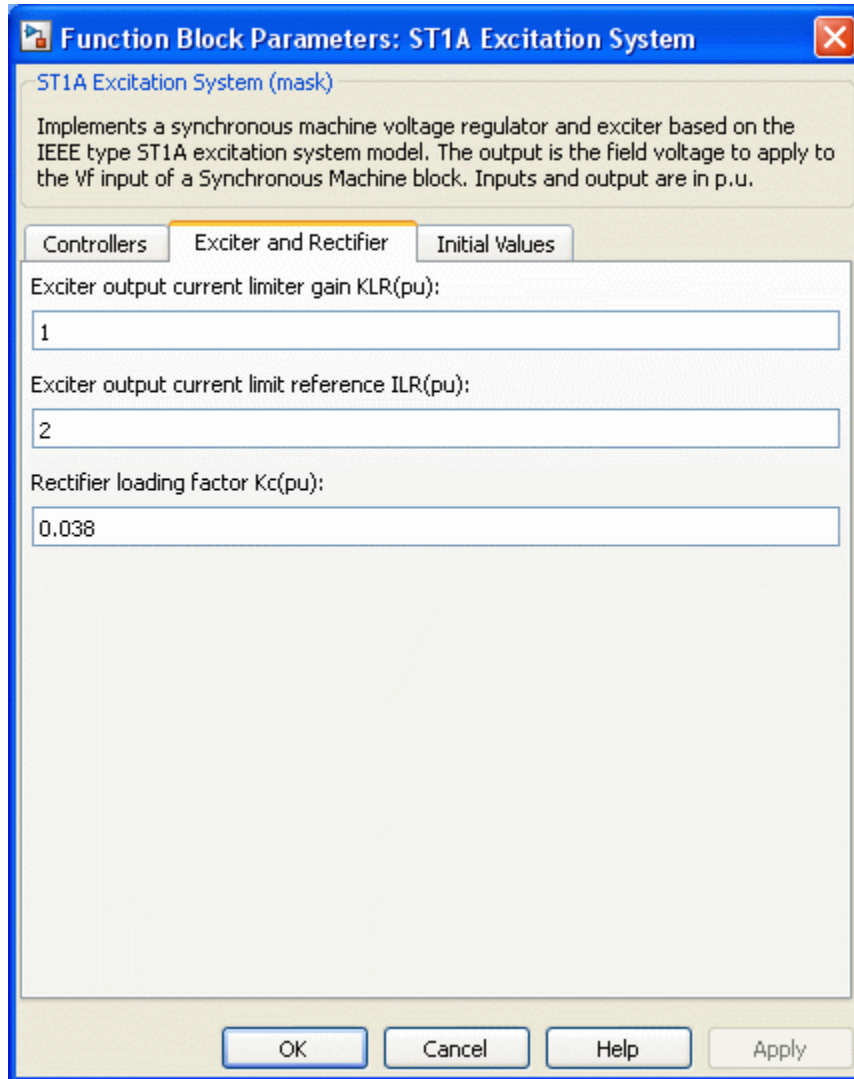 Function Block Parameters: ST1A Excitation System
ST1A Excitation System (mask)
Implements a synchronous machine voltage regulator and exciter based on the
IEEE type ST1A excitation system model. The output is the field voltage to apply to
the Vf input of a Synchronous Machine block. Inputs and output are in p.u.
Controllers
Exciter and Rectifier
Initial Values
Exciter output current limiter gain KLR(pu):
1
Exciter output current limit reference ILR(pu):
2
Rectifier loading factor Kc(pu):
0.038
OK
Cancel
Help
Apply